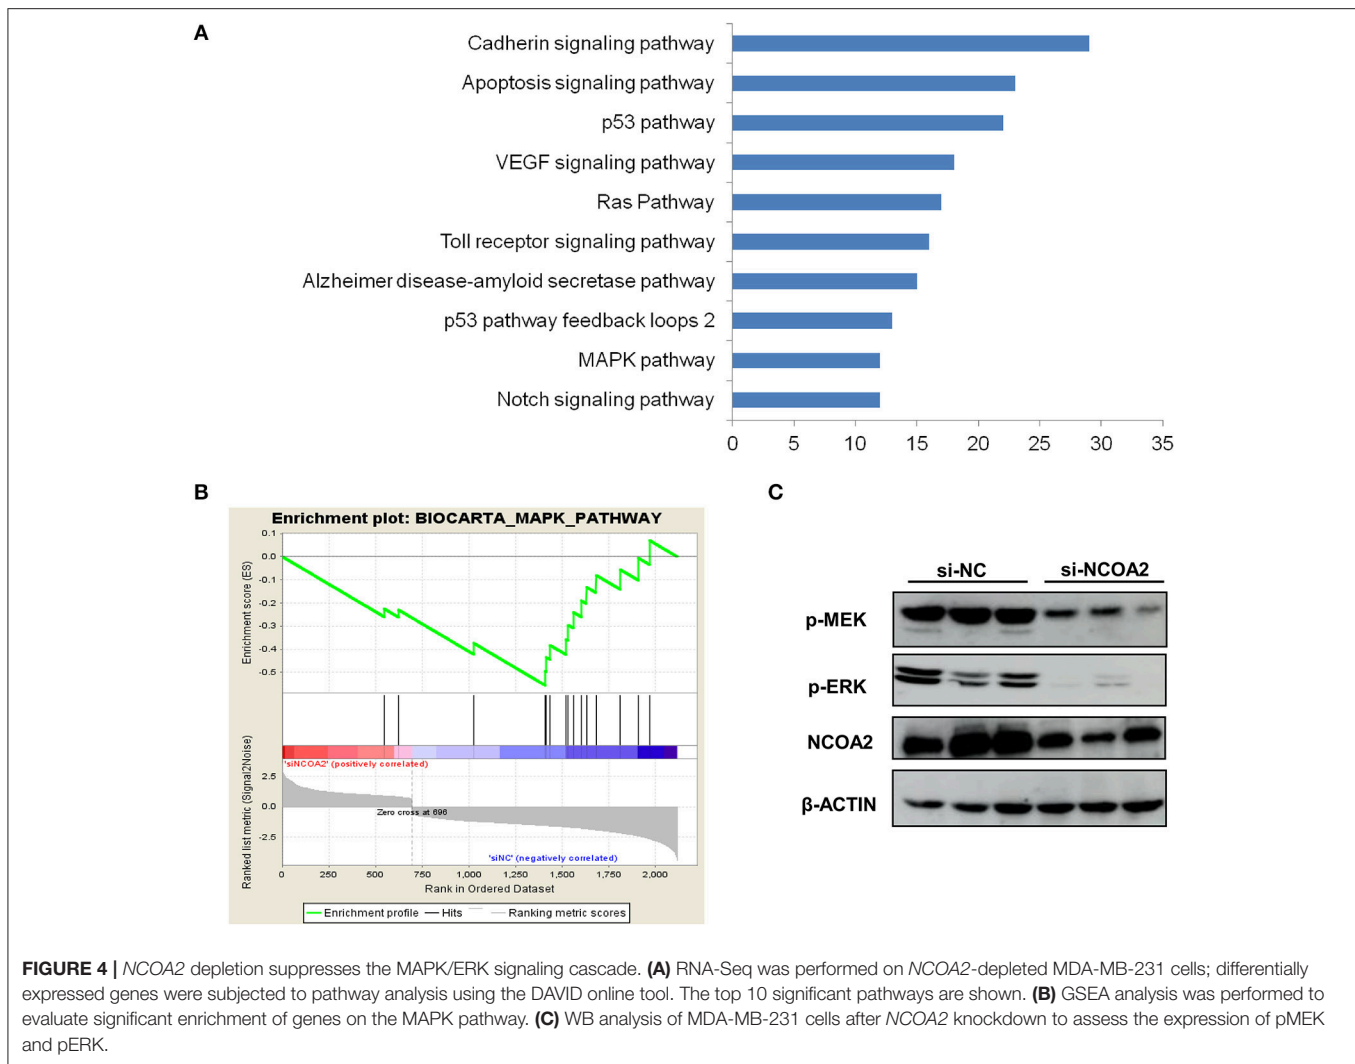 A
Cadherin signaling pathway
Apoptosis signaling pathway
p53 pathway
VEGF signaling pathway
Ras Pathway
Toll receptor signaling pathway
Alzheimer disease-amyloid secretase pathway
p53 pathway feedback loops 2
MAPK pathway
Notch signaling pathway
0 5 10 15 20 25 30 35
B
Enrichment plot: BIOCARTA_MAPK_PATHWAY
Enrichment score (ES)
0.1
0.0
-0.1
-0.2
-0.3
-0.4
-0.5
Ranked list metric (Signal2Noise)
'siNCOA2' (positively correlated)
2.5
0.0
Zero cross at 696
-2.5
'siNC' (negatively correlated)
0 250 500 750 1,000 1,250 1,500 1,750 2,000
Rank in Ordered Dataset
Enrichment profile Hits Ranking metric scores
C
si-NC si-NCOA2
p-MEK
p-ERK
NCOA2
β-ACTIN
FIGURE 4 | NCOA2 depletion suppresses the MAPK/ERK signaling cascade. (A) RNA-Seq was performed on NCOA2-depleted MDA-MB-231 cells; differentially
expressed genes were subjected to pathway analysis using the DAVID online tool. The top 10 significant pathways are shown. (B) GSEA analysis was performed to
evaluate significant enrichment of genes on the MAPK pathway. (C) WB analysis of MDA-MB-231 cells after NCOA2 knockdown to assess the expression of pMEK
and pERK.